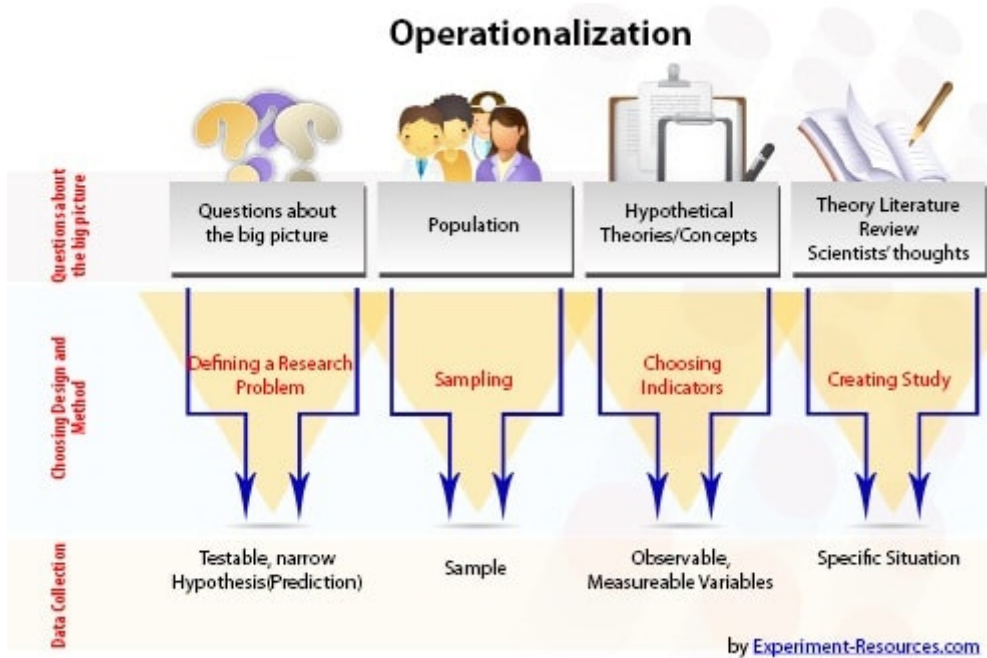 Operationalization
Questions about
the big picture
Questions about
the big picture
Population
Hypothetical
Theories/Concepts
Theory Literature
Review
Scientists' thoughts
Choosing Design and
Method
Defining a Research
Problem
Sampling
Choosing
Indicators
Creating Study
Data Collection
Testable, narrow
Hypothesis(Prediction)
Sample
Observable,
Measureable Variables
Specific Situation
by Experiment-Resources.com